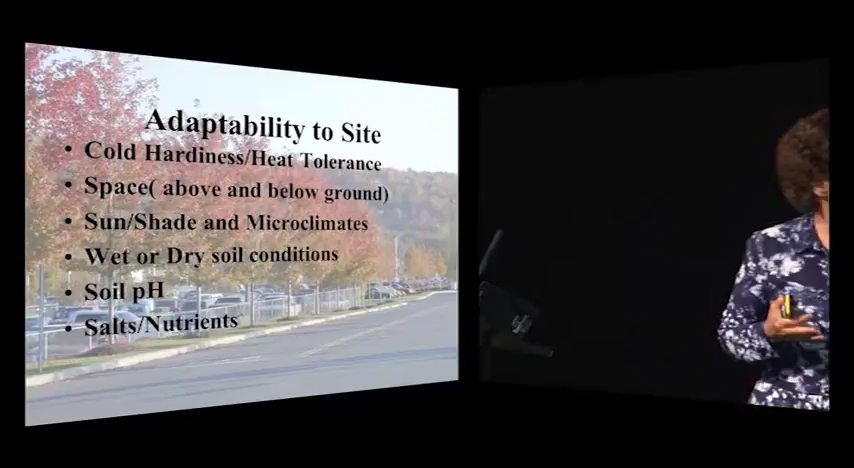 Adaptability to Site
• Cold Hardiness/Heat Tolerance
• Space( above and below ground)
• Sun/Shade and Microclimates
• Wet or Dry soil conditions
• Soil pH
• Salts/Nutrients